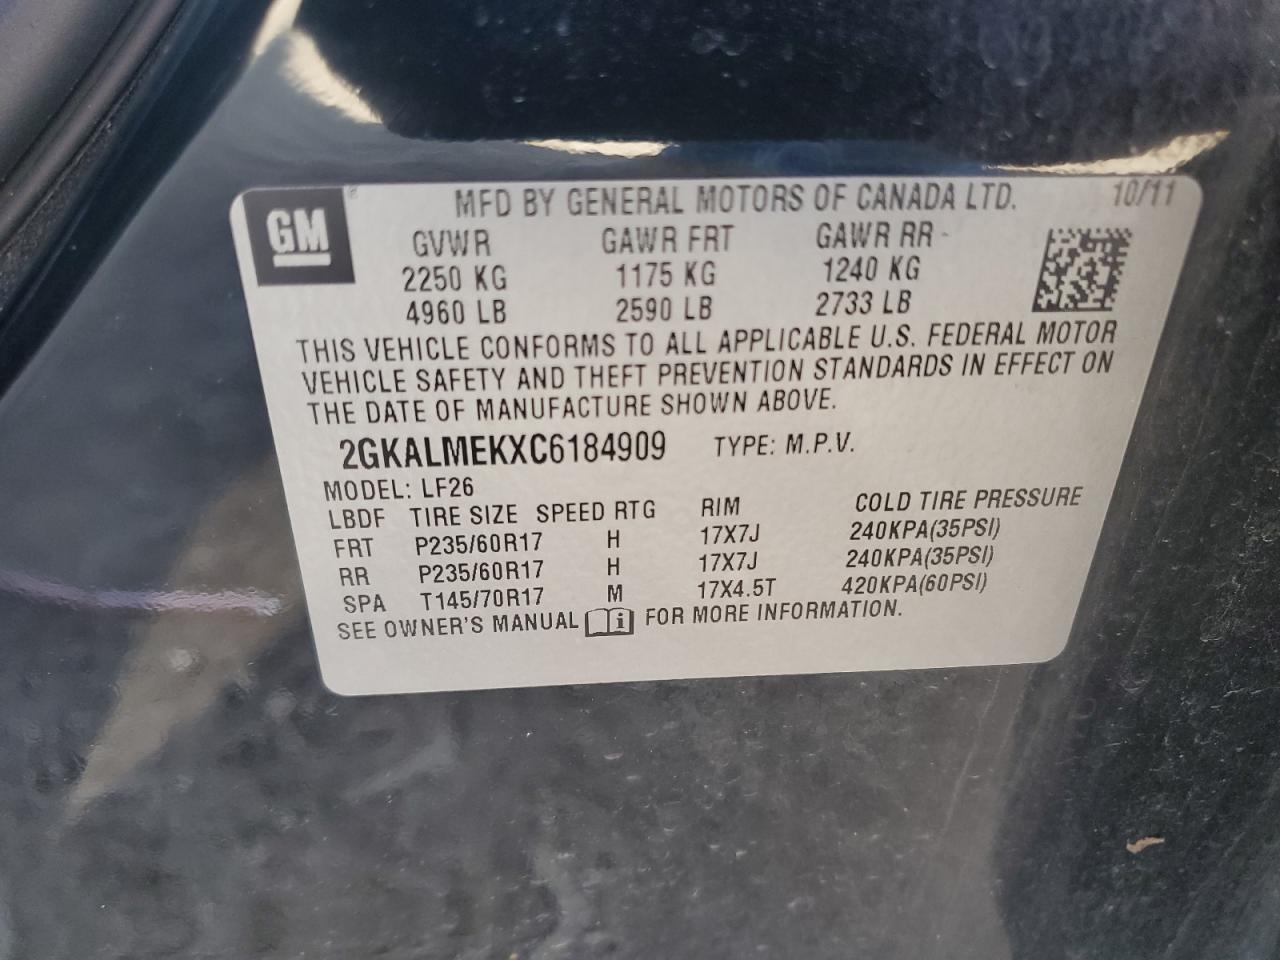 GM
MFD BY GENERAL MOTORS OF CANADA LTD. 10/11
GVWR GAWR FRT GAWR RR
2250 KG 1175 KG 1240 KG
4960 LB 2590 LB 2733 LB
THIS VEHICLE CONFORMS TO ALL APPLICABLE U.S. FEDERAL MOTOR
VEHICLE SAFETY AND THEFT PREVENTION STANDARDS IN EFFECT ON
THE DATE OF MANUFACTURE SHOWN ABOVE.
2GKALMEKXC6184909 TYPE: M.P.V.
MODEL: LF26
LBDF TIRE SIZE SPEED RTG RIM COLD TIRE PRESSURE
FRT P235/60R17 H 17X7J 240KPA(35PSI)
RR P235/60R17 H 17X7J 240KPA(35PSI)
SPA T145/70R17 M 17X4.5T 420KPA(60PSI)
SEE OWNER'S MANUAL i FOR MORE INFORMATION.